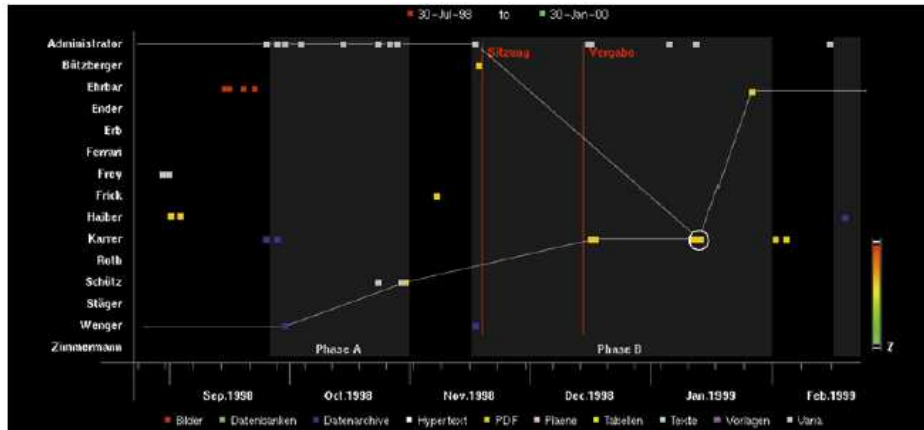 30-Jul-98 to 30-Jan-00
Administrator
Bätzberger
Ehrbar
Ender
Erb
Ferrari
Frey
Frick
Haiber
Karrer
Roth
Schütz
Stäger
Wenger
Zimmermann
Sitzung
Vergabe
Phase A
Phase B
Z
Sep.1998 Oct.1998 Nov.1998 Dec.1998 Jan.1999 Feb.1999
Bilder Datenbanken Datenarchive Hypertext PDF Plaene Tabellen Texte Vorlagen Varia